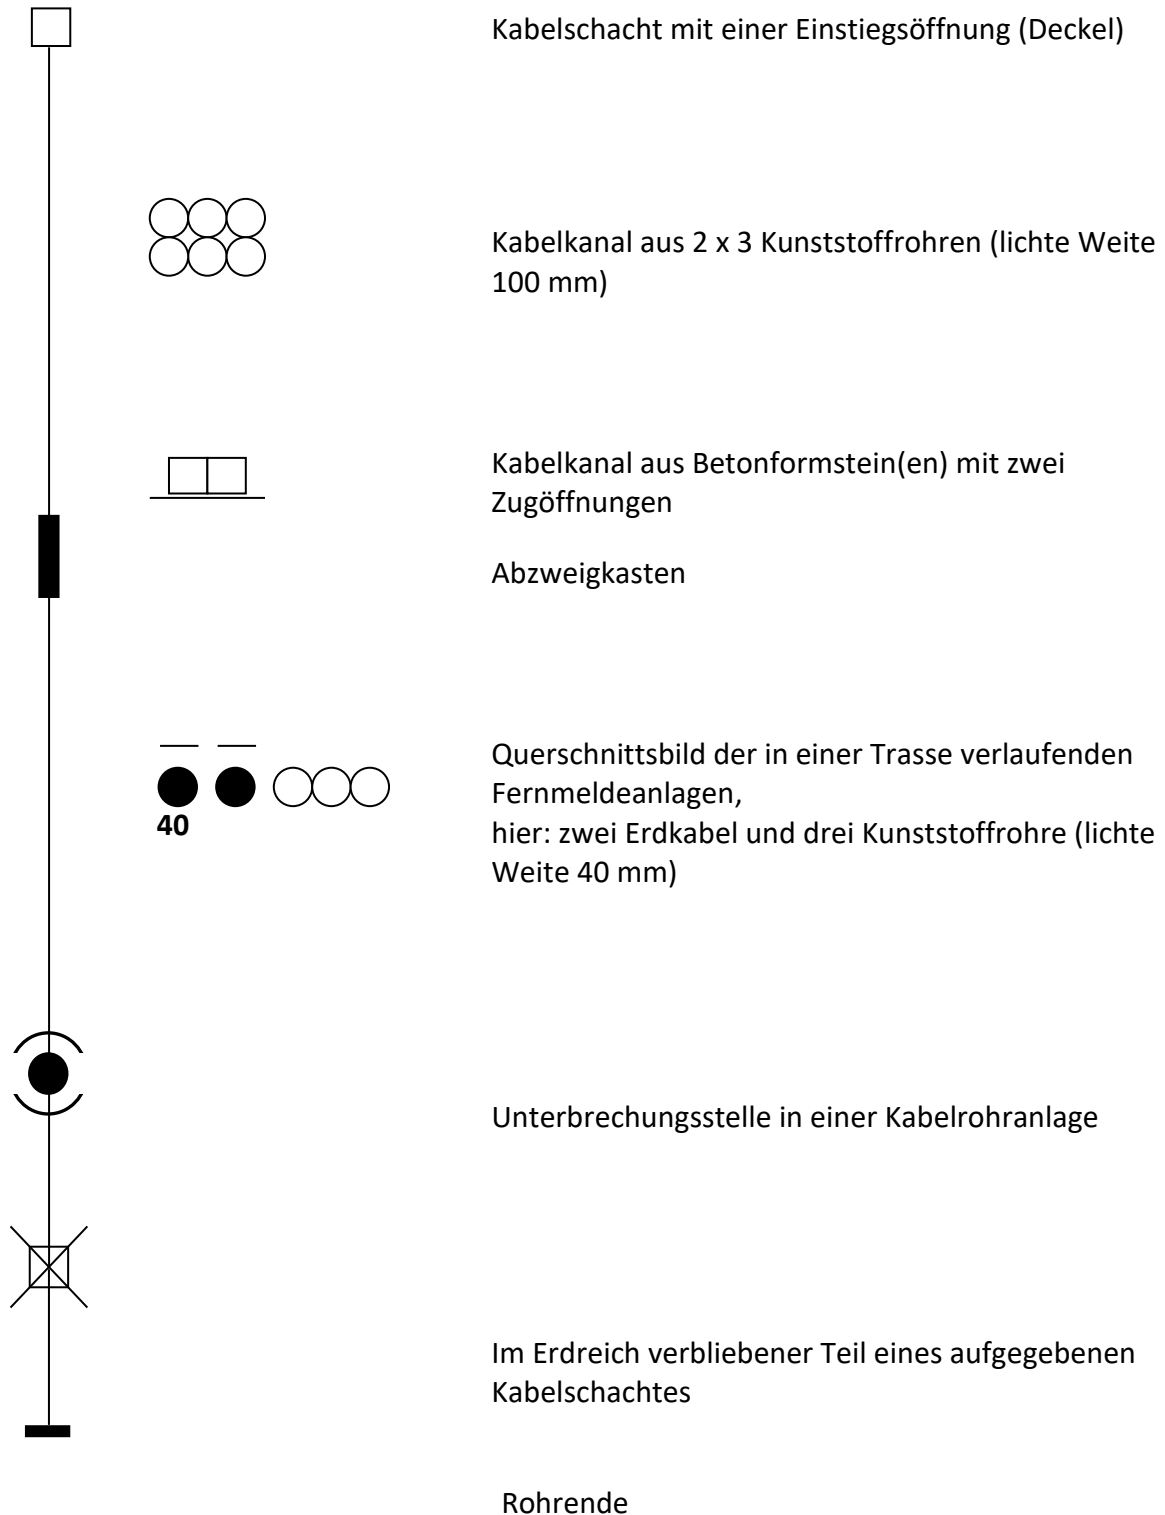 Kabelschacht mit einer Einstiegsöffnung (Deckel)
Kabelkanal aus 2 x 3 Kunststoffrohren (lichte Weite
100 mm)
Kabelkanal aus Betonformstein(en) mit zwei
Zugöffnungen
Abzweigkasten
Querschnittsbild der in einer Trasse verlaufenden
Fernmeldeanlagen,
hier: zwei Erdkabel und drei Kunststoffrohre (lichte
Weite 40 mm)
40
Unterbrechungsstelle in einer Kabelrohranlage
Im Erdreich verbliebener Teil eines aufgegebenen
Kabelschachtes
Rohrende